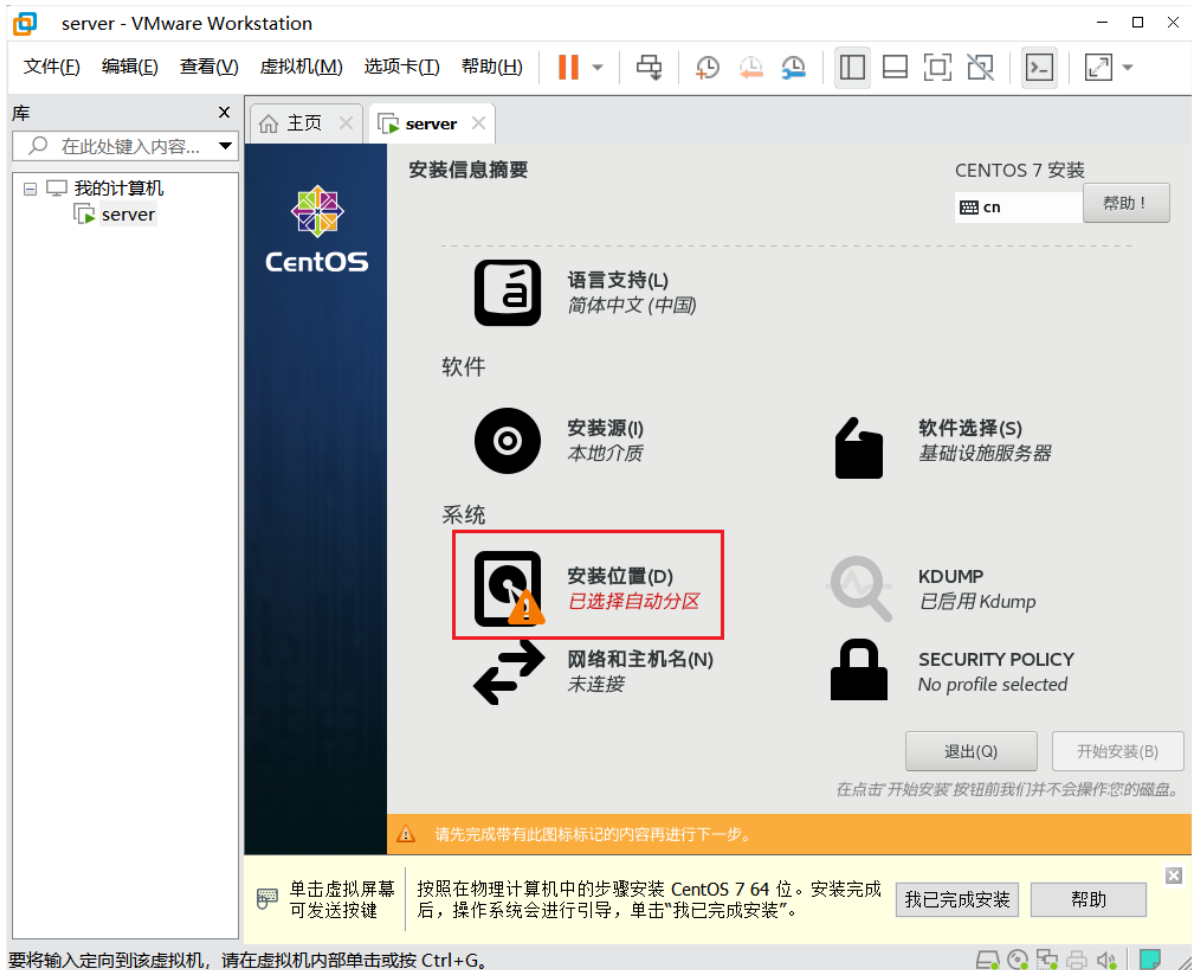 server - VMware Workstation
文件(F) 编辑(E) 查看(V) 虚拟机(M) 选项卡(T) 帮助(H)
库
在此处键入内容...
我的计算机
server
主页
server
CentOS
安装信息摘要
CENTOS 7 安装
cn
帮助！
语言支持(L)
简体中文 (中国)
软件
安装源(I)
本地介质
软件选择(S)
基础设施服务器
系统
安装位置(D)
已选择自动分区
KDUMP
已启用 Kdump
网络和主机名(N)
未连接
SECURITY POLICY
No profile selected
退出(Q)
开始安装(B)
在点击'开始安装'按钮前我们并不会操作您的磁盘。
请先完成带有此图标标记的内容再进行下一步。
单击虚拟屏幕
可发送按键
按照在物理计算机中的步骤安装 CentOS 7 64 位。安装完成
后，操作系统会进行引导，单击“我已完成安装”。
我已完成安装
帮助
要将输入定向到该虚拟机，请在虚拟机内部单击或按 Ctrl+G。